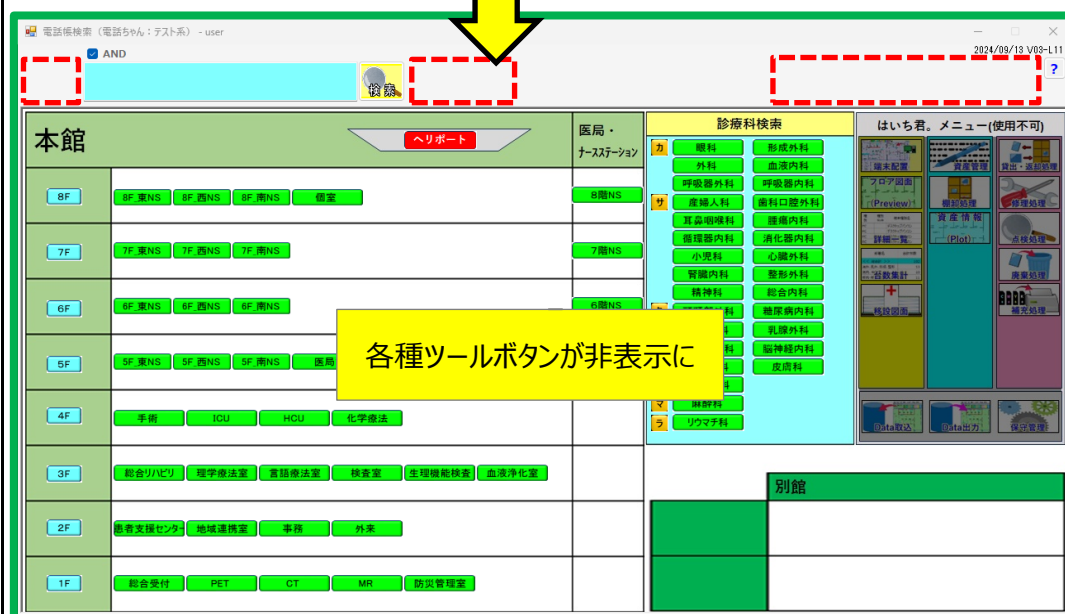 電話帳検索（電話ちゃん：テスト系） - user
AND
2024/09/13 V03-L11
検索
?
本館
ヘリポート
医局・
ナースステーション
8F
8F_東NS 8F_西NS 8F_南NS 個室
8階NS
7F
7F_東NS 7F_西NS 7F_南NS
7階NS
6F
6F_東NS 6F_西NS 6F_南NS
6階NS
5F
5F_東NS 5F_西NS 5F_南NS 医局
4F
手術 ICU HCU 化学療法
3F
総合リハビリ 理学療法室 言語療法室 検査室 生理機能検査 血液浄化室
2F
患者支援センター 地域連携室 事務 外来
1F
総合受付 PET CT MR 防災管理室
各種ツールボタンが非表示に
診療科検索
カ 眼科 形成外科
外科 血液内科
呼吸器外科 呼吸器内科
サ 産婦人科 歯科口腔外科
耳鼻咽喉科 腫瘍内科
循環器内科 消化器内科
小児科 心臓外科
腎臓内科 整形外科
精神科 総合内科
糖尿病内科
乳腺外科
脳神経内科
皮膚科
マ 麻酔科
ラ リウマチ科
はいち君。メニュー(使用不可)
端末配置 資産管理 貸出・返却処理
フロア図面
(Preview) 棚卸処理 修理処理
資産情報
詳細一覧 (Plot) 点検処理
台数集計 廃棄処理
移設図面 補充処理
Data取込 Data出力 保守管理
別館